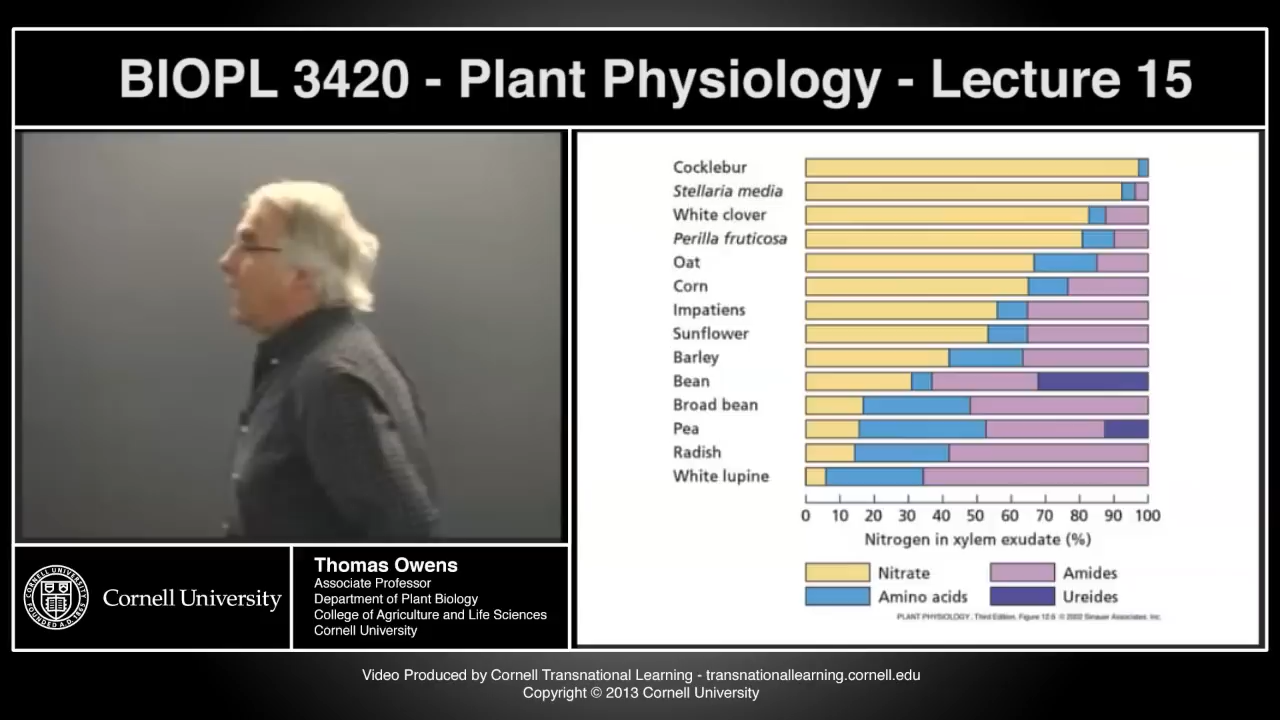 BIOPL 3420 - Plant Physiology - Lecture 15
Cocklebur
Stellaria media
White clover
Perilla fruticosa
Oat
Corn
Impatiens
Sunflower
Barley
Bean
Broad bean
Pea
Radish
White lupine
0 10 20 30 40 50 60 70 80 90 100
Nitrogen in xylem exudate (%)
Nitrate
Amides
Amino acids
Ureides
PLANT PHYSIOLOGY, Third Edition, Figure 12.6 © 2002 Sinauer Associates, Inc.
CORNELL UNIVERSITY
Cornell University
Thomas Owens
Associate Professor
Department of Plant Biology
College of Agriculture and Life Sciences
Cornell University
Video Produced by Cornell Transnational Learning - transnationallearning.cornell.edu
Copyright © 2013 Cornell University